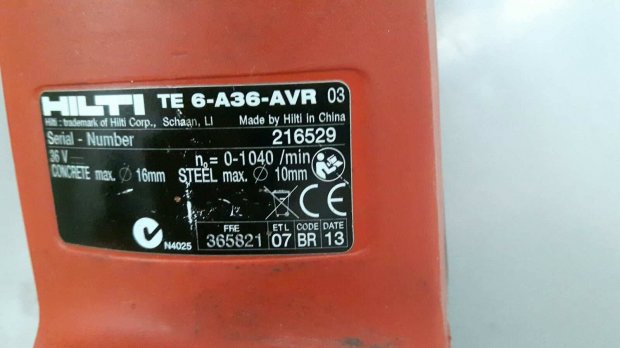 HILTI TE 6-A36-AVR 03
Hilti : trademark of Hilti Corp., Schaan, LI Made by Hilti in China
Serial - Number 216529
36 V n₀ = 0-1040 /min
CONCRETE max. Ø 16mm STEEL max. Ø 10mm
CE
N4025
FRE ETL CODE DATE
365821 07 BR 13